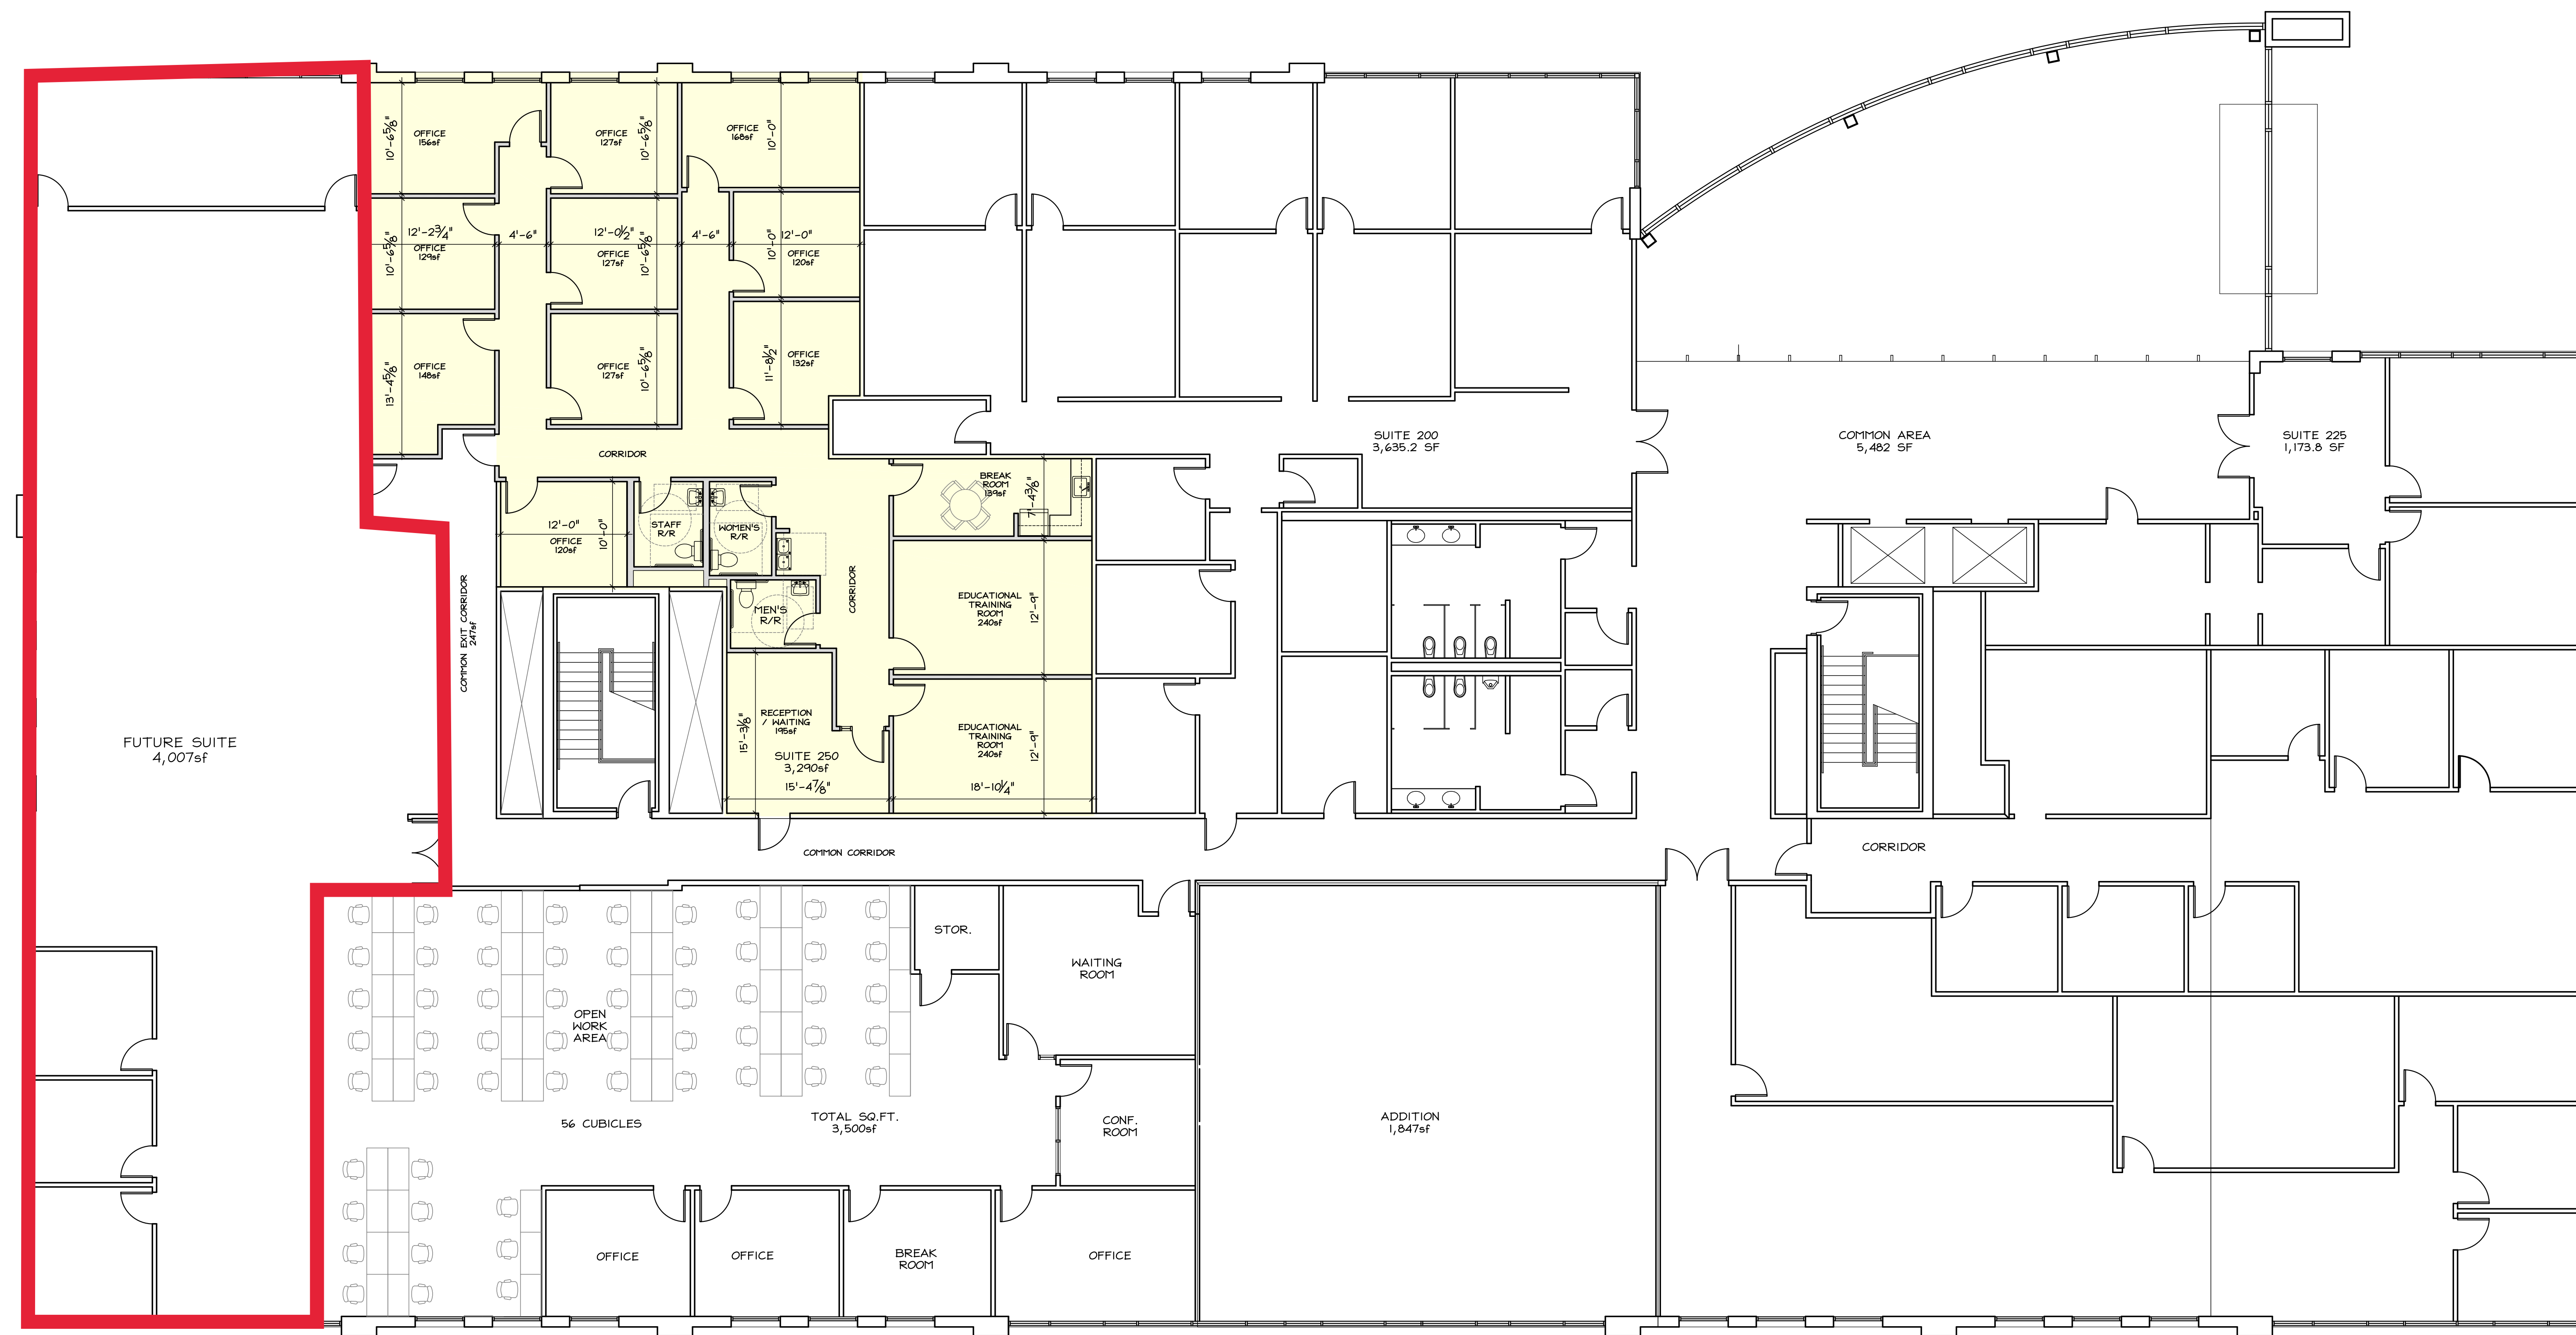 OFFICE
156sf
10'-6⅝"
OFFICE
127sf
10'-6⅝"
OFFICE
168sf
10'-0"
12'-2¾"
OFFICE
129sf
10'-6⅝"
4'-6"
12'-0½"
OFFICE
127sf
10'-6⅝"
4'-6"
10'-0"
12'-0"
OFFICE
120sf
OFFICE
148sf
13'-4⅝"
OFFICE
127sf
10'-6⅝"
11'-8½"
OFFICE
132sf
CORRIDOR
SUITE 200
3,635.2 SF
COMMON AREA
5,482 SF
SUITE 225
1,173.8 SF
BREAK
ROOM
139sf
7'-4⅜"
12'-0"
OFFICE
120sf
10'-0"
STAFF
R/R
WOMEN'S
R/R
MEN'S
R/R
CORRIDOR
COMMON EXIT CORRIDOR
247sf
EDUCATIONAL
TRAINING
ROOM
240sf
12'-9"
RECEPTION
/ WAITING
195sf
15'-3⅛"
SUITE 250
3,290sf
15'-4⅞"
EDUCATIONAL
TRAINING
ROOM
240sf
12'-9"
18'-10¼"
FUTURE SUITE
4,007sf
COMMON CORRIDOR
CORRIDOR
STOR.
WAITING
ROOM
OPEN
WORK
AREA
56 CUBICLES
TOTAL SQ.FT.
3,500sf
CONF.
ROOM
ADDITION
1,847sf
OFFICE
OFFICE
BREAK
ROOM
OFFICE